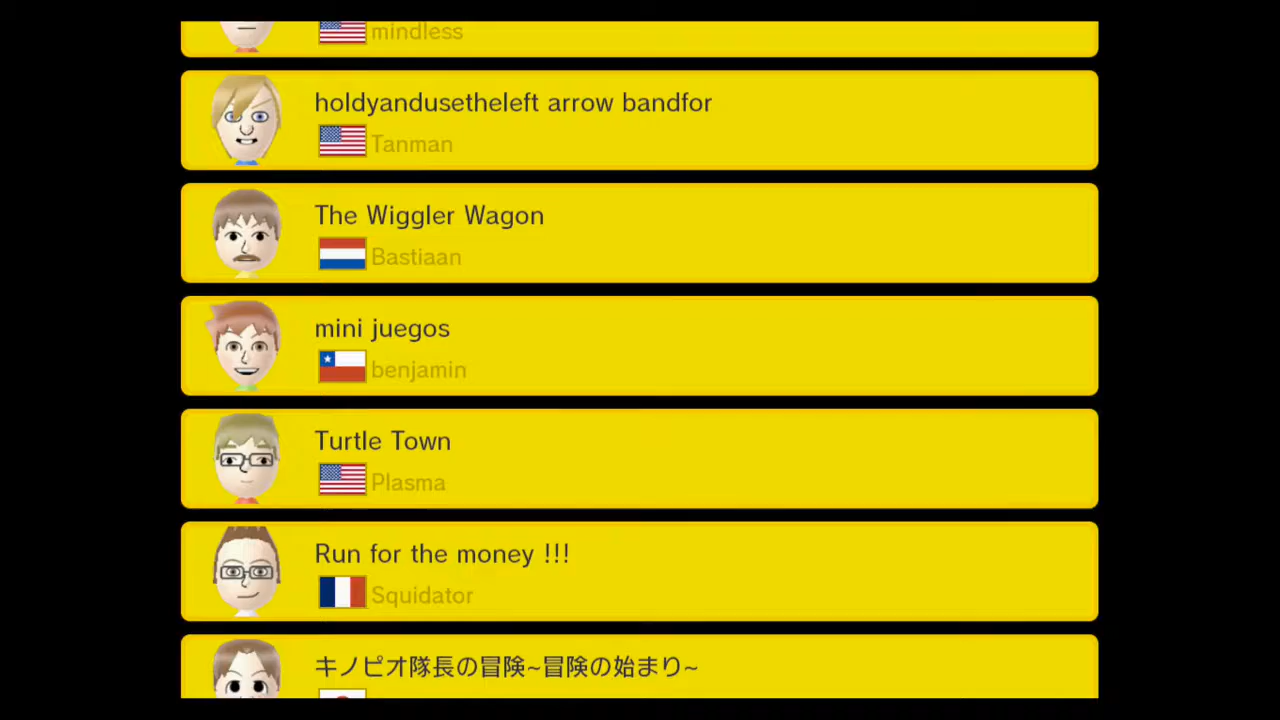 mindless
holdyandusetheleft arrow bandfor
Tanman
The Wiggler Wagon
Bastiaan
mini juegos
benjamin
Turtle Town
Plasma
Run for the money !!!
Squidator
キノピオ隊長の冒険~冒険の始まり~